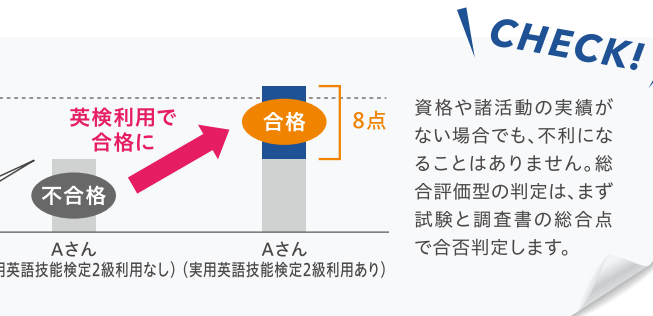 CHECK!
英検利用で
合格に
合格
8点
不合格
Aさん
用英語技能検定2級利用なし)
Aさん
(実用英語技能検定2級利用あり)
資格や諸活動の実績が
ない場合でも、不利にな
ることはありません。総
合評価型の判定は、まず
試験と調査書の総合点
で合否判定します。